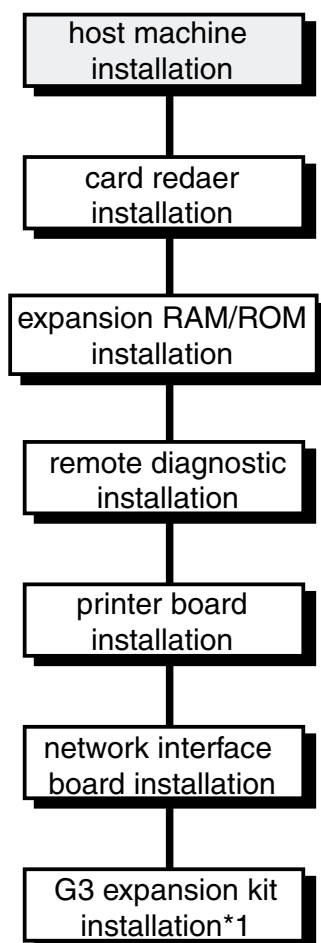 host machine
installation
card redaer
installation
expansion RAM/ROM
installation
remote diagnostic
installation
printer board
installation
network interface
board installation
G3 expansion kit
installation*1